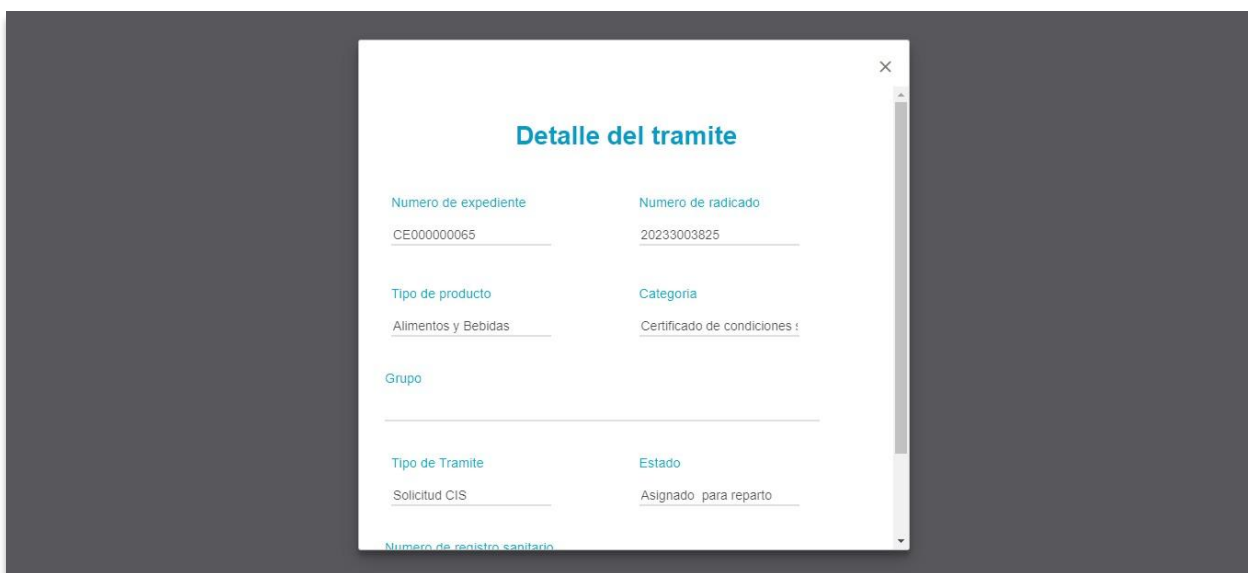 Detalle del tramite
Numero de expediente Numero de radicado
CE000000065 20233003825
Tipo de producto Categoria
Alimentos y Bebidas Certificado de condiciones
Grupo
Tipo de Tramite Estado
Solicitud CIS Asignado para reparto
Numero de registro sanitario